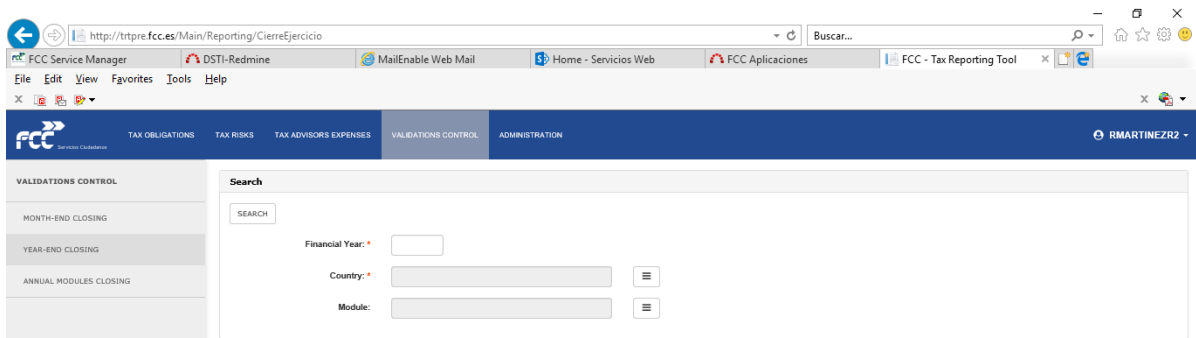 http://trtpre.fcc.es/Main/Reporting/CierreEjercicio
Buscar...
FCC Service Manager
DSTI-Redmine
MailEnable Web Mail
Home - Servicios Web
FCC Aplicaciones
FCC - Tax Reporting Tool
File Edit View Favorites Tools Help
FCC Servicios Ciudadanos
TAX OBLIGATIONS TAX RISKS TAX ADVISORS EXPENSES VALIDATIONS CONTROL ADMINISTRATION
RMARTINEZR2
VALIDATIONS CONTROL
MONTH-END CLOSING
YEAR-END CLOSING
ANNUAL MODULES CLOSING
Search
SEARCH
Financial Year: *
Country: *
Module: